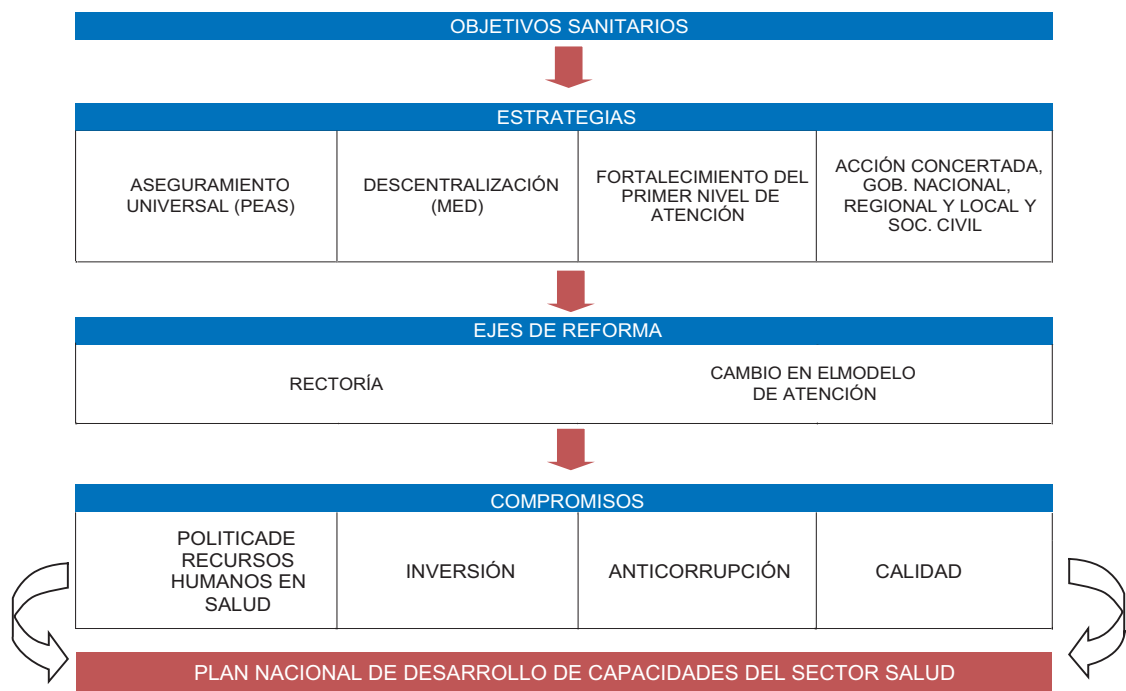 OBJETIVOS SANITARIOS
ESTRATEGIAS
ASEGURAMIENTO
UNIVERSAL (PEAS)
DESCENTRALIZACIÓN
(MED)
FORTALECIMIENTO DEL
PRIMER NIVEL DE
ATENCIÓN
ACCIÓN CONCERTADA,
GOB. NACIONAL,
REGIONAL Y LOCAL Y
SOC. CIVIL
EJES DE REFORMA
RECTORÍA
CAMBIO EN ELMODELO
DE ATENCIÓN
COMPROMISOS
POLITICADE
RECURSOS
HUMANOS EN
SALUD
INVERSIÓN
ANTICORRUPCIÓN
CALIDAD
PLAN NACIONAL DE DESARROLLO DE CAPACIDADES DEL SECTOR SALUD